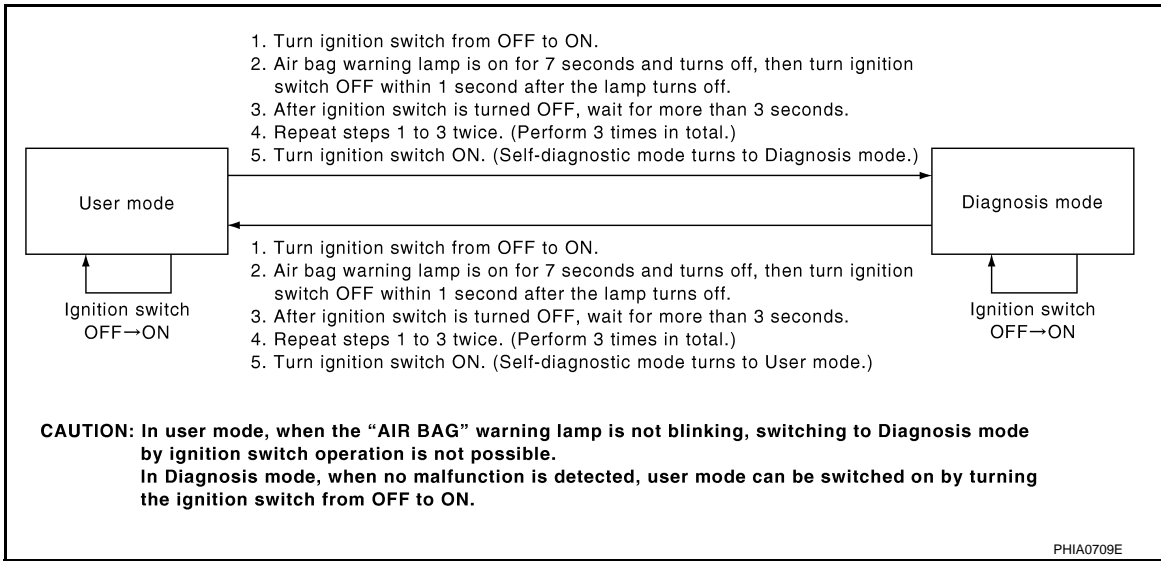 1. Turn ignition switch from OFF to ON.
2. Air bag warning lamp is on for 7 seconds and turns off, then turn ignition
switch OFF within 1 second after the lamp turns off.
3. After ignition switch is turned OFF, wait for more than 3 seconds.
4. Repeat steps 1 to 3 twice. (Perform 3 times in total.)
5. Turn ignition switch ON. (Self-diagnostic mode turns to Diagnosis mode.)
User mode
Diagnosis mode
1. Turn ignition switch from OFF to ON.
2. Air bag warning lamp is on for 7 seconds and turns off, then turn ignition
switch OFF within 1 second after the lamp turns off.
3. After ignition switch is turned OFF, wait for more than 3 seconds.
4. Repeat steps 1 to 3 twice. (Perform 3 times in total.)
5. Turn ignition switch ON. (Self-diagnostic mode turns to User mode.)
Ignition switch
OFF→ON
Ignition switch
OFF→ON
CAUTION: In user mode, when the “AIR BAG” warning lamp is not blinking, switching to Diagnosis mode
by ignition switch operation is not possible.
In Diagnosis mode, when no malfunction is detected, user mode can be switched on by turning
the ignition switch from OFF to ON.
PHIA0709E